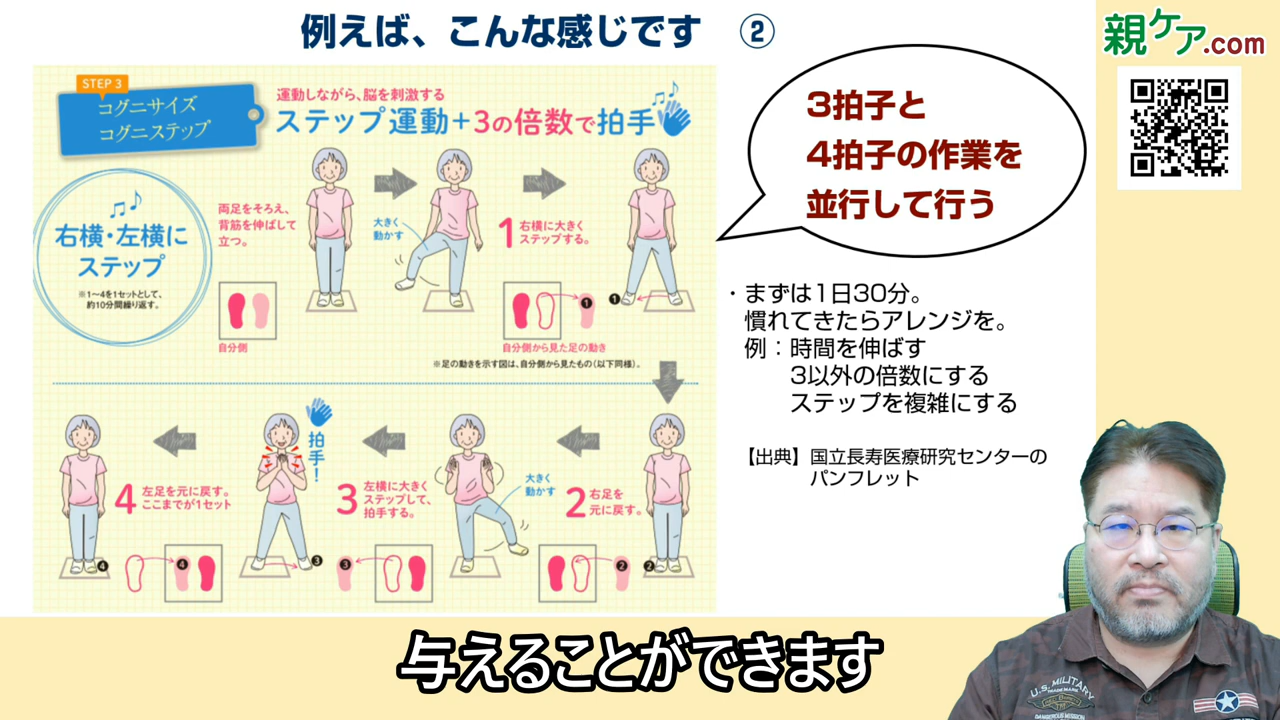 例えば、こんな感じです ②
親ケア.com
STEP 3
コグニサイズ
コグニステップ
運動しながら、脳を刺激する
ステップ運動+3の倍数で拍手
3拍子と
4拍子の作業を
並行して行う
右横・左横に
ステップ
※1〜4を1セットとして、
約10分間繰り返す。
両足をそろえ、
背筋を伸ばして
立つ。
自分側
大きく
動かす
1 右横に大きく
ステップする。
1
1
自分側から見た足の動き
※足の動きを示す図は、自分側から見たもの(以下同様)。
2 右足を
元に戻す。
2
2
大きく
動かす
3 左横に大きく
ステップして、
拍手する。
拍手!
3
3
4 左足を元に戻す。
ここまでが1セット
4
4
・まずは1日30分。
慣れてきたらアレンジを。
例:時間を伸ばす
3以外の倍数にする
ステップを複雑にする
【出典】国立長寿医療研究センターの
パンフレット
与えることができます
U.S. MILITARY
TRADE MARK
DANGEROUS MISSION